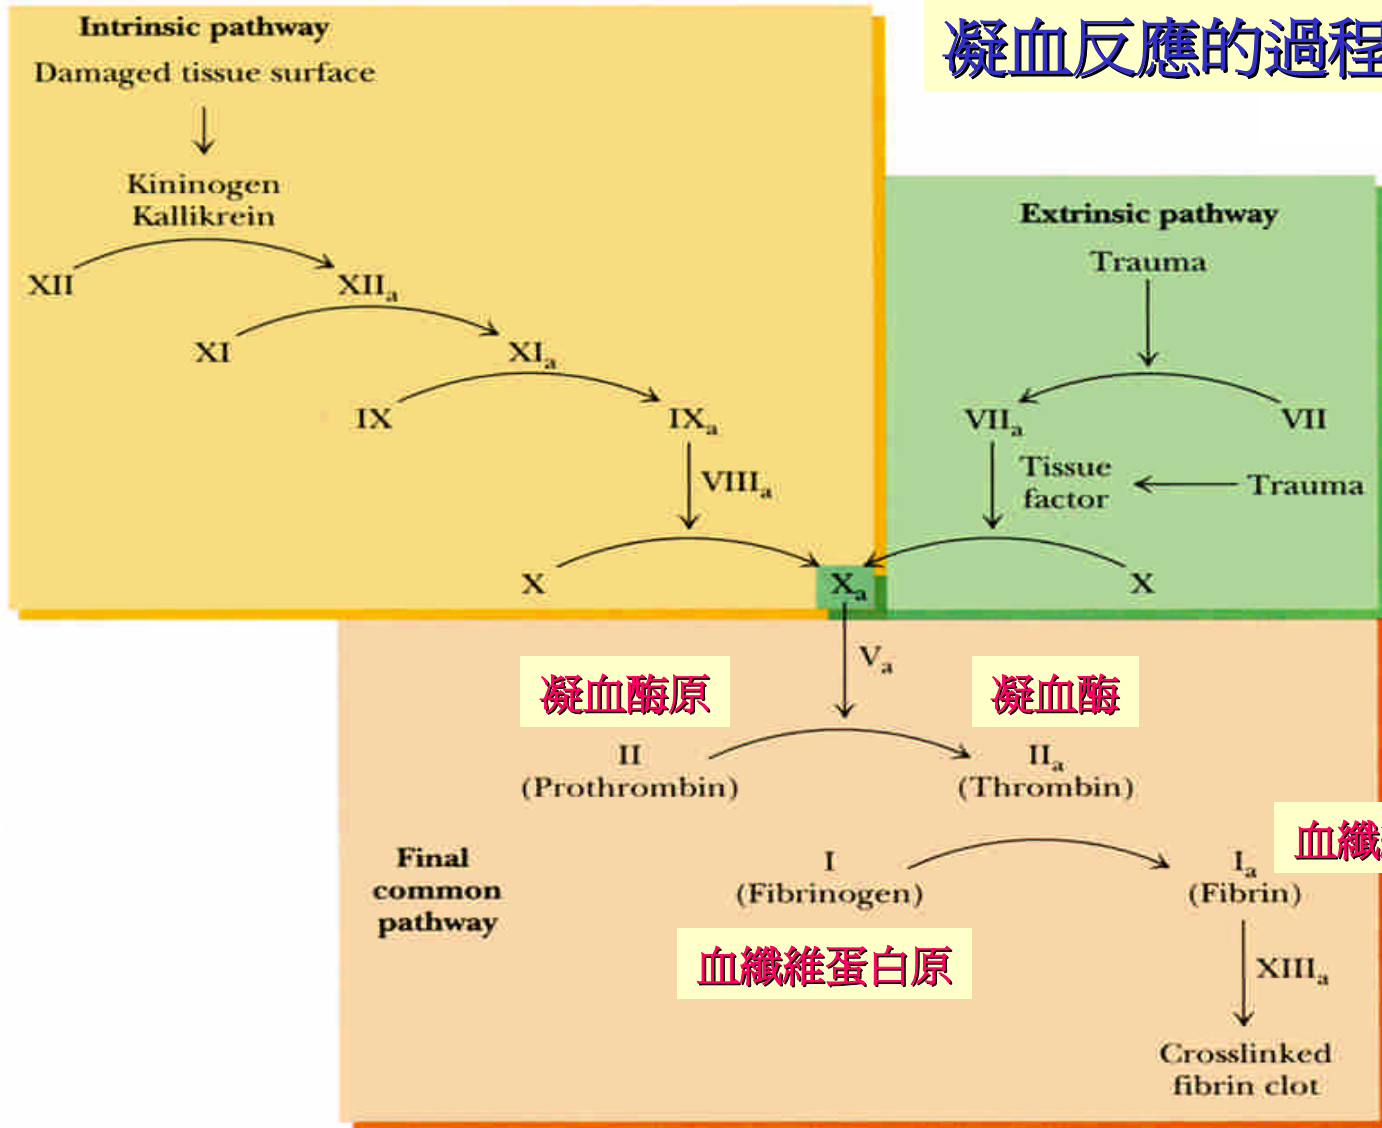 凝血反應的過程
Intrinsic pathway
Damaged tissue surface
Kininogen
Kallikrein
XII
XIIa
XI
XIa
IX
IXa
VIIIa
X
Xa
Extrinsic pathway
Trauma
VIIa
VII
Tissue
factor
Trauma
X
Va
凝血酶原
凝血酶
II
(Prothrombin)
IIa
(Thrombin)
Final
common
pathway
I
(Fibrinogen)
Ia
(Fibrin)
血纖
血纖維蛋白原
XIIIa
Crosslinked
fibrin clot